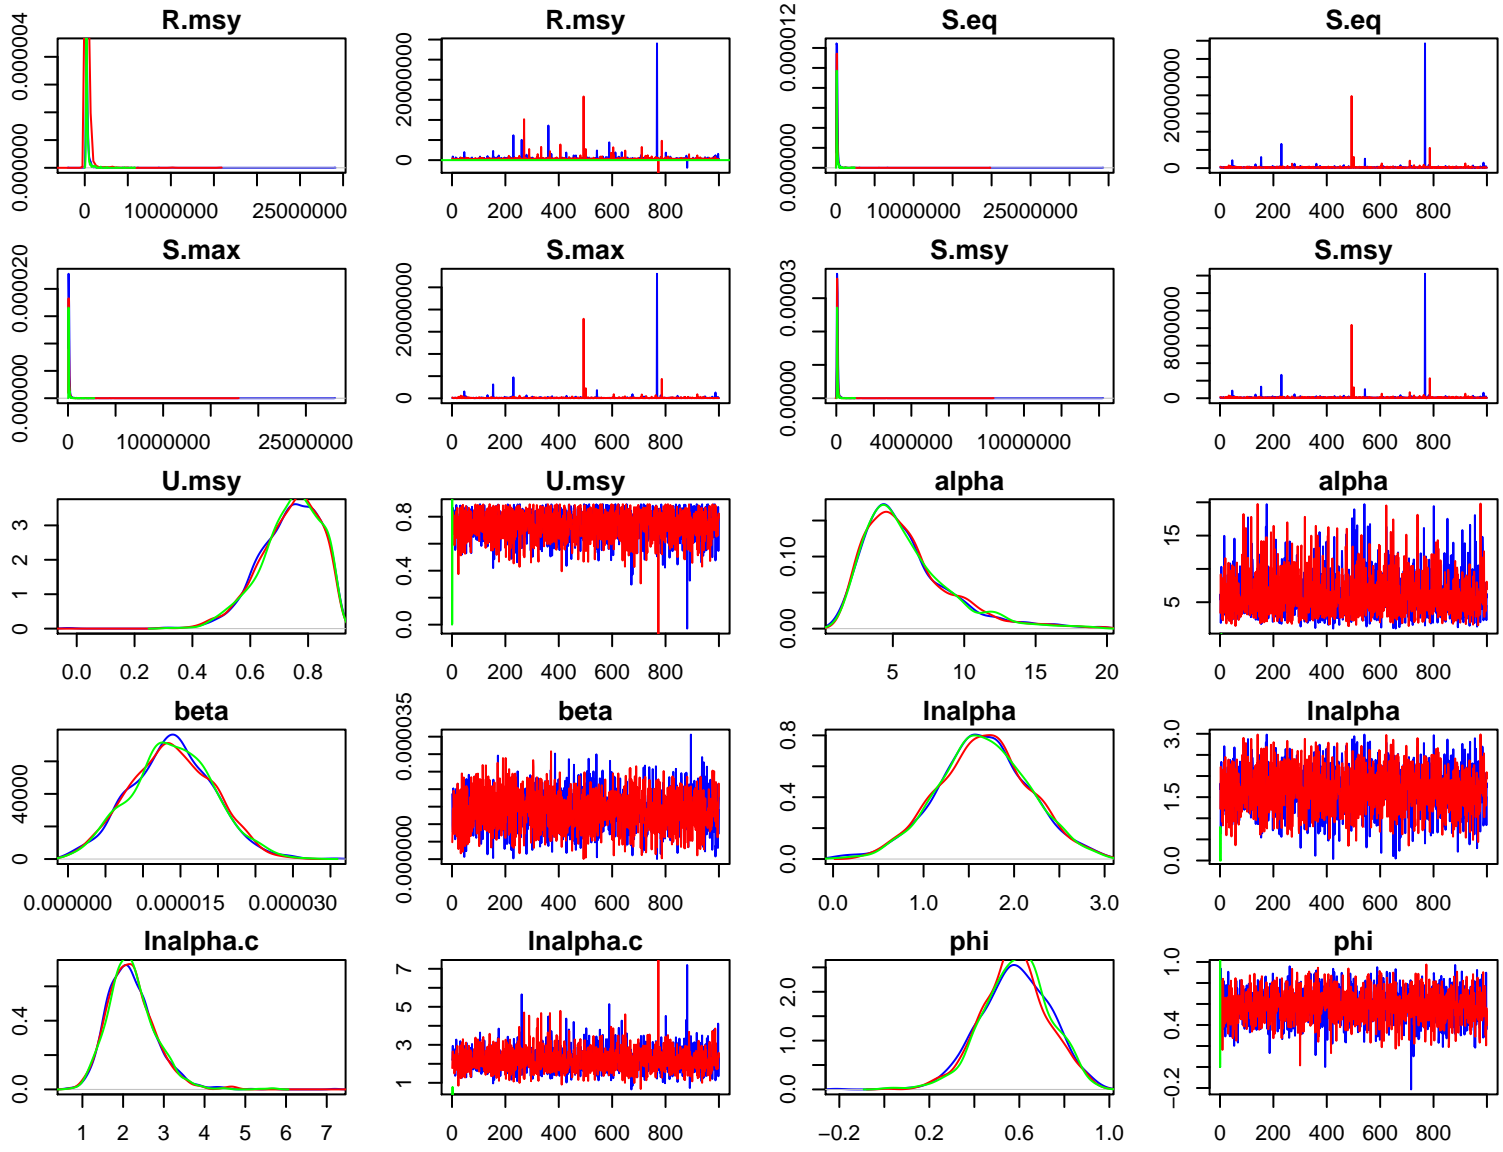 R.msy
R.msy
S.eq
S.eq
0.0000000 0.0000004
0 10000000 25000000
0 20000000
0 200 400 600 800
0.000000 0.000012
0 10000000 25000000
0 20000000
0 200 400 600 800
S.max
S.max
S.msy
S.msy
0.000000 0.000020
0 10000000 25000000
0 20000000
0 200 400 600 800
0.00000 0.00003
0 4000000 10000000
0 8000000
0 200 400 600 800
U.msy
U.msy
alpha
alpha
0 1 2 3
0.0 0.2 0.4 0.6 0.8
0.0 0.4 0.8
0 200 400 600 800
0.00 0.10
5 10 15 20
5 15
0 200 400 600 800
beta
beta
lnalpha
lnalpha
0 40000
0.000000 0.000015 0.000030
0.000000 0.000035
0 200 400 600 800
0.0 0.4 0.8
0.0 1.0 2.0 3.0
0.0 1.5 3.0
0 200 400 600 800
lnalpha.c
lnalpha.c
phi
phi
0.0 0.4
1 2 3 4 5 6 7
1 3 5 7
0 200 400 600 800
0.0 1.0 2.0
−0.2 0.2 0.6 1.0
−0.2 0.4 1.0
0 200 400 600 800